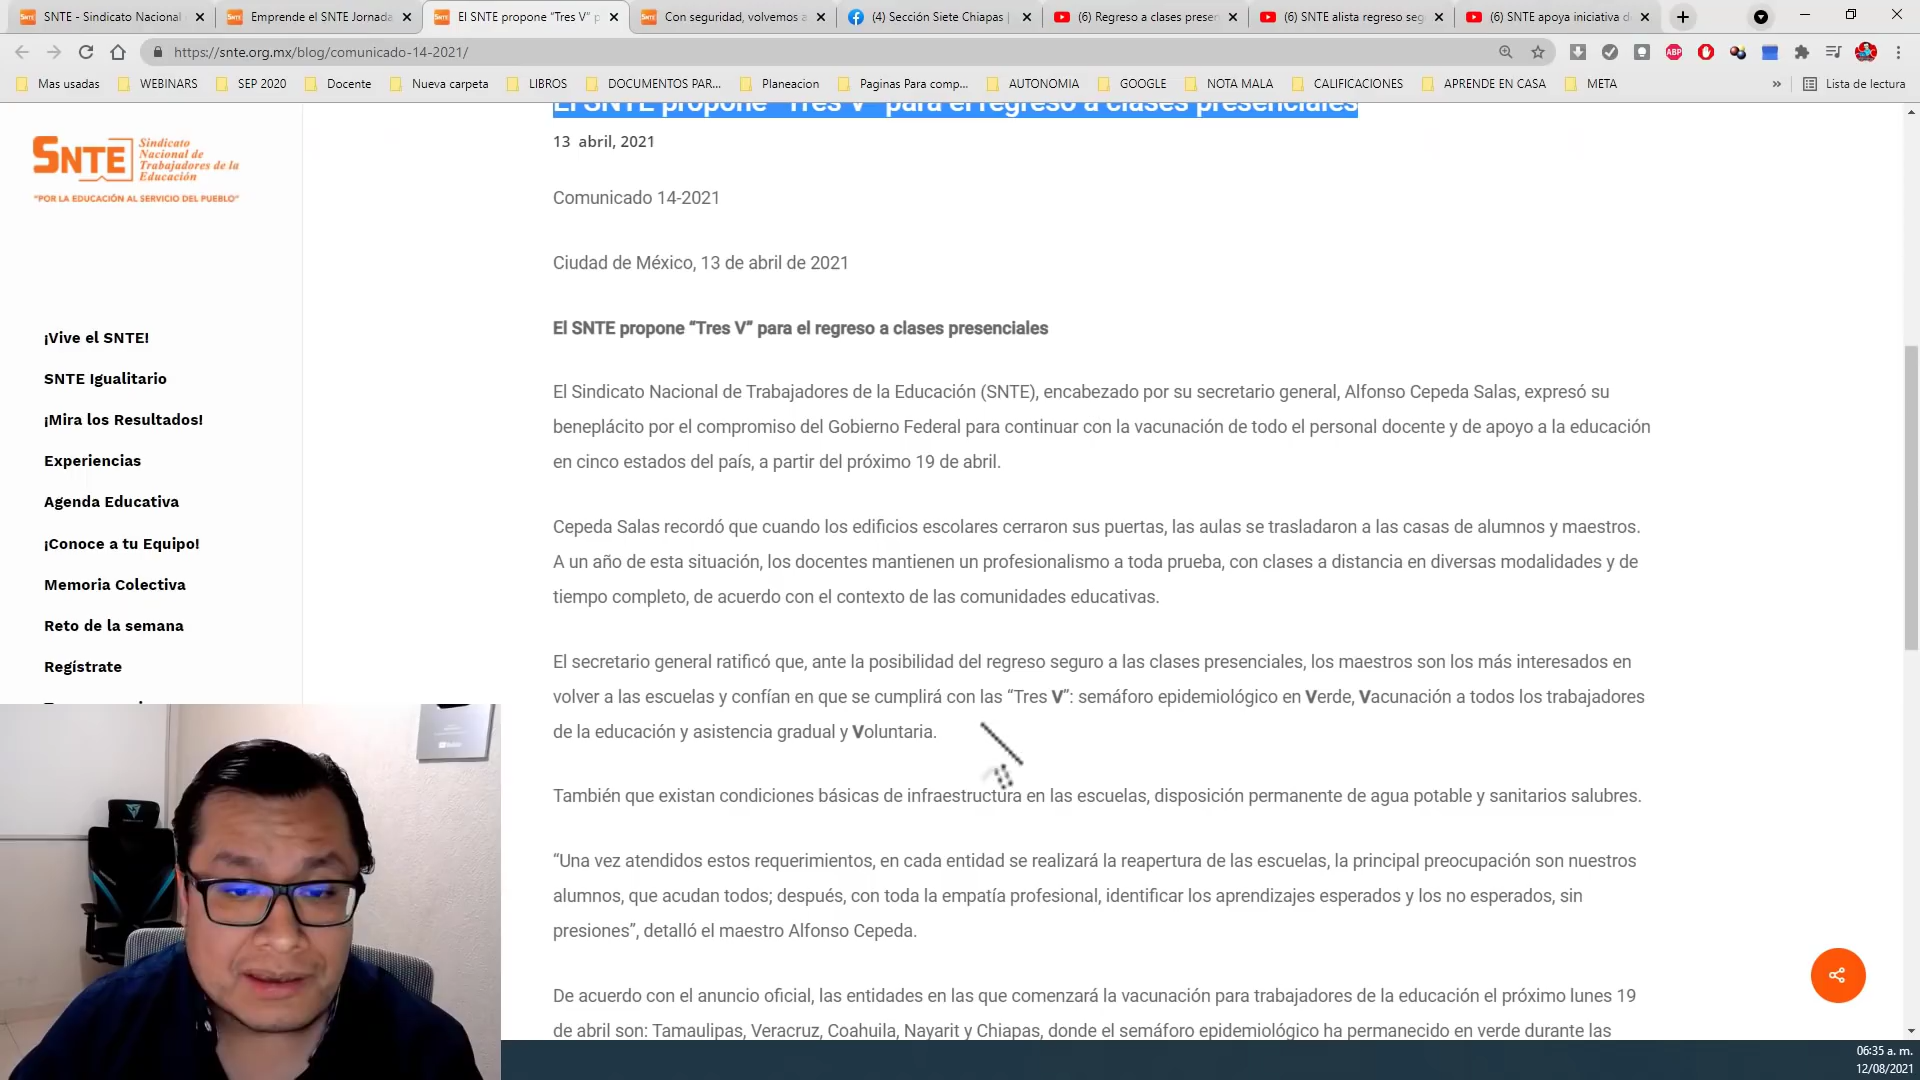 SNTE - Sindicato Nacional
Emprende el SNTE Jornada
El SNTE propone “Tres V” p
Con seguridad, volvemos a
(4) Sección Siete Chiapas
(6) Regreso a clases prese
(6) SNTE alista regreso seg
(6) SNTE apoya iniciativa d
https://snte.org.mx/blog/comunicado-14-2021/
ABP
Mas usadas
WEBINARS
SEP 2020
Docente
Nueva carpeta
LIBROS
DOCUMENTOS PAR...
Planeacion
Paginas Para comp...
AUTONOMIA
GOOGLE
NOTA MALA
CALIFICACIONES
APRENDE EN CASA
META
»
Lista de lectura
SNTE
Sindicato
Nacional de
Trabajadores de la
Educación
"POR LA EDUCACIÓN AL SERVICIO DEL PUEBLO"
¡Vive el SNTE!
SNTE Igualitario
¡Mira los Resultados!
Experiencias
Agenda Educativa
¡Conoce a tu Equipo!
Memoria Colectiva
Reto de la semana
Regístrate
El SNTE propone “Tres V” para el regreso a clases presenciales
13 abril, 2021
Comunicado 14-2021
Ciudad de México, 13 de abril de 2021
El SNTE propone “Tres V” para el regreso a clases presenciales
El Sindicato Nacional de Trabajadores de la Educación (SNTE), encabezado por su secretario general, Alfonso Cepeda Salas, expresó su
beneplácito por el compromiso del Gobierno Federal para continuar con la vacunación de todo el personal docente y de apoyo a la educación
en cinco estados del país, a partir del próximo 19 de abril.
Cepeda Salas recordó que cuando los edificios escolares cerraron sus puertas, las aulas se trasladaron a las casas de alumnos y maestros.
A un año de esta situación, los docentes mantienen un profesionalismo a toda prueba, con clases a distancia en diversas modalidades y de
tiempo completo, de acuerdo con el contexto de las comunidades educativas.
El secretario general ratificó que, ante la posibilidad del regreso seguro a las clases presenciales, los maestros son los más interesados en
volver a las escuelas y confían en que se cumplirá con las “Tres V”: semáforo epidemiológico en Verde, Vacunación a todos los trabajadores
de la educación y asistencia gradual y Voluntaria.
También que existan condiciones básicas de infraestructura en las escuelas, disposición permanente de agua potable y sanitarios salubres.
“Una vez atendidos estos requerimientos, en cada entidad se realizará la reapertura de las escuelas, la principal preocupación son nuestros
alumnos, que acudan todos; después, con toda la empatía profesional, identificar los aprendizajes esperados y los no esperados, sin
presiones”, detalló el maestro Alfonso Cepeda.
De acuerdo con el anuncio oficial, las entidades en las que comenzará la vacunación para trabajadores de la educación el próximo lunes 19
de abril son: Tamaulipas, Veracruz, Coahuila, Nayarit y Chiapas, donde el semáforo epidemiológico ha permanecido en verde durante las
06:35 a. m.
12/08/2021